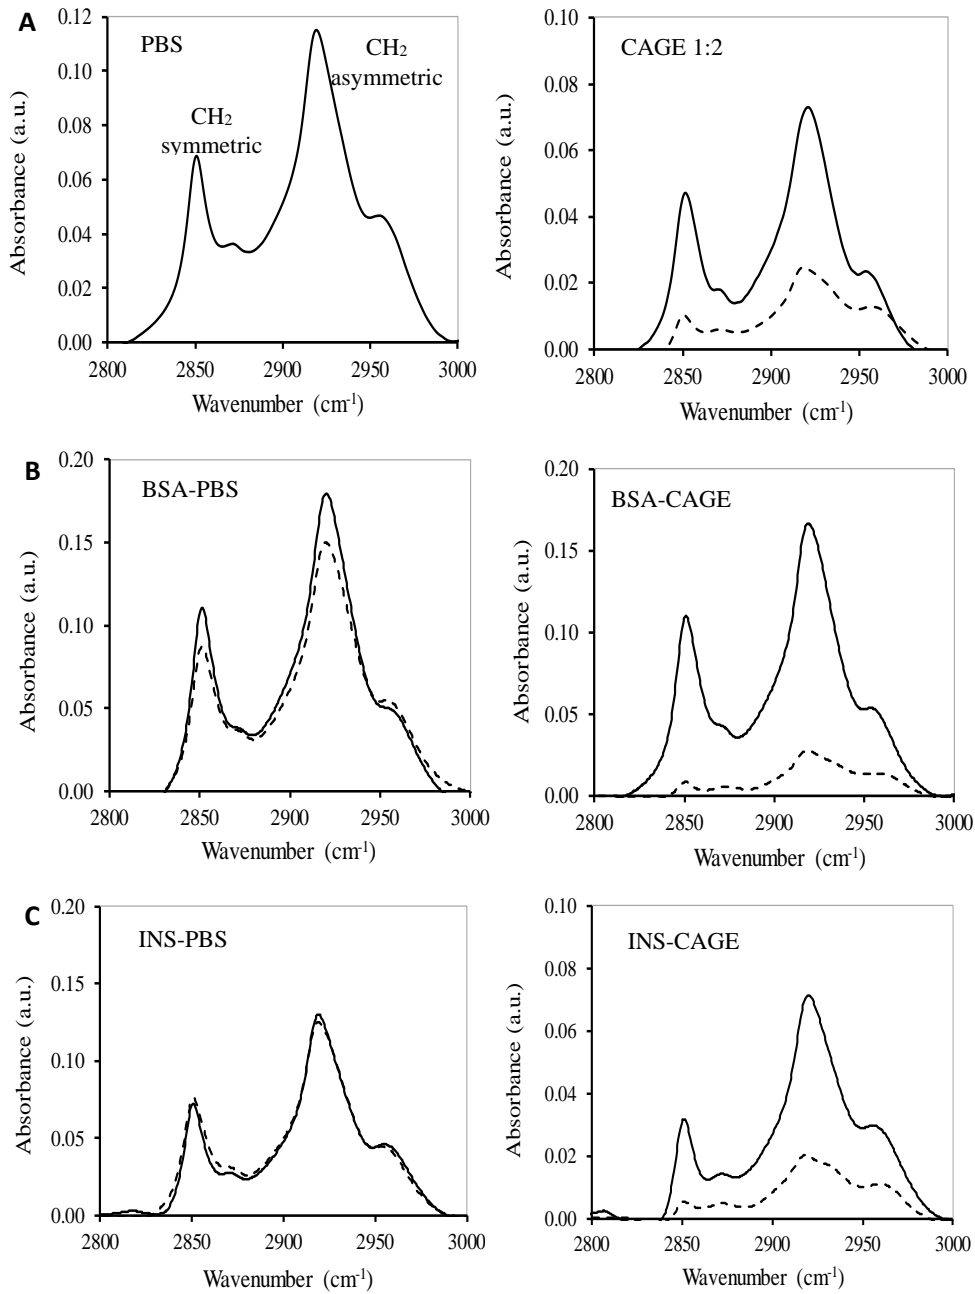 A
PBS
CH2
asymmetric
CH2
symmetric
Absorbance (a.u.)
0.12
0.10
0.08
0.06
0.04
0.02
0.00
2800 2850 2900 2950 3000
Wavenumber (cm-1)
CAGE 1:2
Absorbance (a.u.)
0.10
0.08
0.06
0.04
0.02
0.00
2800 2850 2900 2950 3000
Wavenumber (cm-1)
B
BSA-PBS
Absorbance (a.u.)
0.20
0.15
0.10
0.05
0.00
2800 2850 2900 2950 3000
Wavenumber (cm-1)
BSA-CAGE
Absorbance (a.u.)
0.20
0.15
0.10
0.05
0.00
2800 2850 2900 2950 3000
Wavenumber (cm-1)
C
INS-PBS
Absorbance (a.u.)
0.20
0.15
0.10
0.05
0.00
2800 2850 2900 2950 3000
Wavenumber (cm-1)
INS-CAGE
Absorbance (a.u.)
0.10
0.08
0.06
0.04
0.02
0.00
2800 2850 2900 2950 3000
Wavenumber (cm-1)